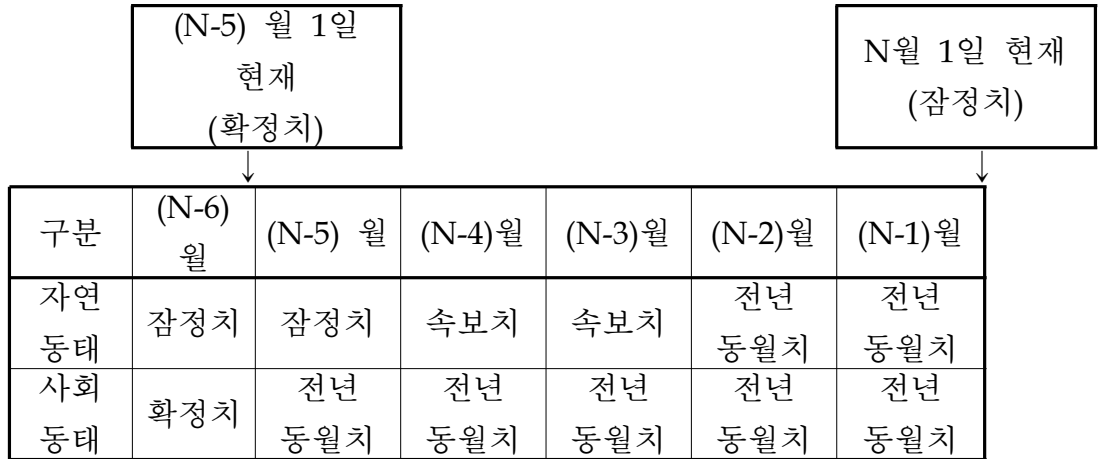 (N-5) 월 1일
현재
(확정치)
N월 1일 현재
(잠정치)
구분 (N-6)월 (N-5) 월 (N-4)월 (N-3)월 (N-2)월 (N-1)월
자연
동태 잠정치 잠정치 속보치 속보치 전년
동월치 전년
동월치
사회
동태 확정치 전년
동월치 전년
동월치 전년
동월치 전년
동월치 전년
동월치